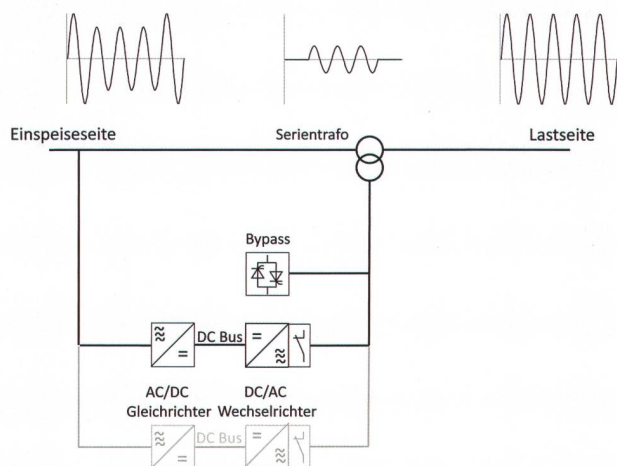 Einspeiseseite
Serientrafo
Lastseite
Bypass
DC Bus
AC/DC
Gleichrichter
DC/AC
Wechselrichter
DC Bus